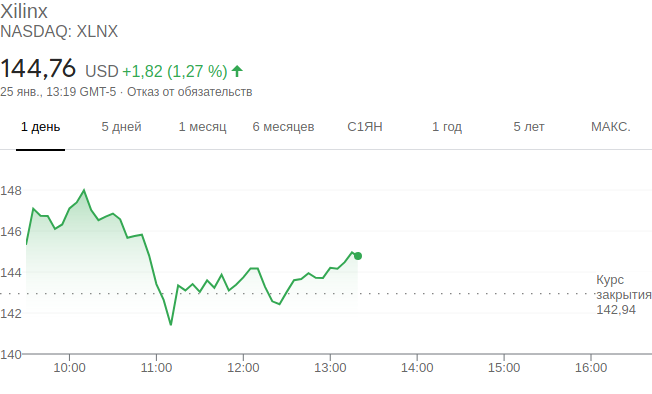 Xilinx
NASDAQ: XLNX
144,76 USD +1,82 (1,27 %)
25 янв., 13:19 GMT-5 · Отказ от обязательств
1 день 5 дней 1 месяц 6 месяцев С1ЯН 1 год 5 лет МАКС.
148
146
144
Курс
закрытия
142,94
142
140
10:00 11:00 12:00 13:00 14:00 15:00 16:00